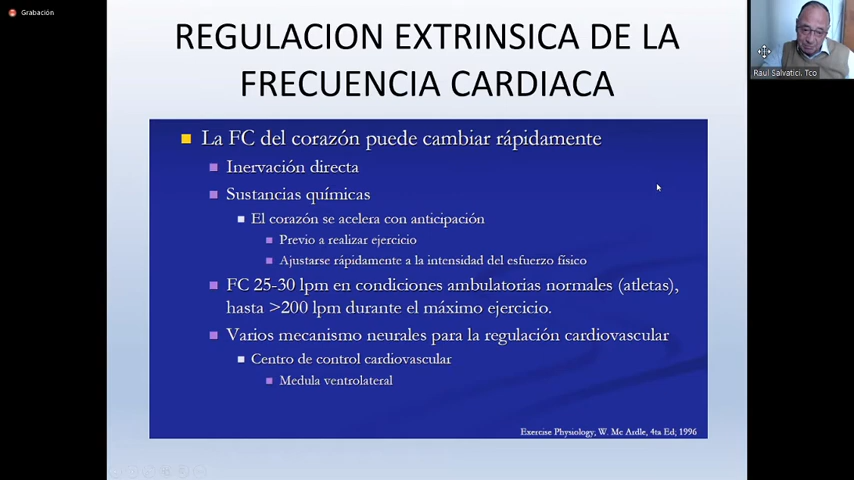 Grabación
REGULACION EXTRINSICA DE LA
FRECUENCIA CARDIACA
Raul Salvatici. Tco
La FC del corazón puede cambiar rápidamente
Inervación directa
Sustancias químicas
El corazón se acelera con anticipación
Previo a realizar ejercicio
Ajustarse rápidamente a la intensidad del esfuerzo físico
FC 25-30 lpm en condiciones ambulatorias normales (atletas),
hasta >200 lpm durante el máximo ejercicio.
Varios mecanismo neurales para la regulación cardiovascular
Centro de control cardiovascular
Medula ventrolateral
Exercise Physiology, W. Mc Ardle, 4ta Ed; 1996